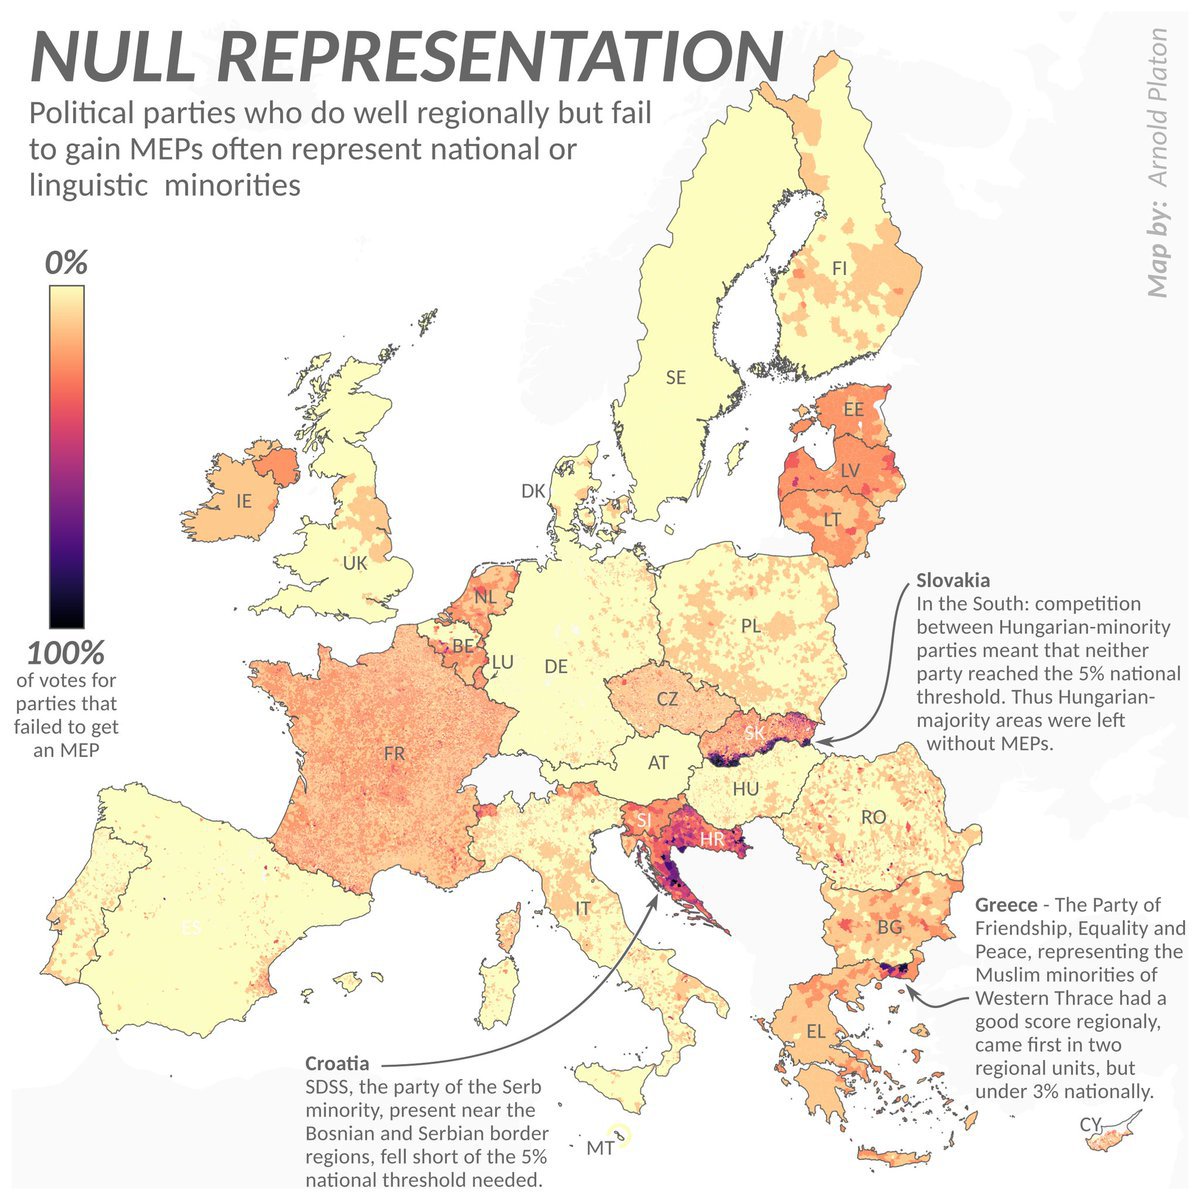 NULL REPRESENTATION
Political parties who do well regionally but fail
to gain MEPs often represent national or
linguistic minorities
Map by: Arnold Platon
0%
100%
of votes for
parties that
failed to get
an MEP
FI
SE
EE
LV
LT
DK
IE
UK
NL
BE
LU
DE
PL
CZ
SK
FR
AT
HU
SI
HR
RO
ES
IT
BG
EL
MT
CY
Slovakia
In the South: competition
between Hungarian-minority
parties meant that neither
party reached the 5% national
threshold. Thus Hungarian-
majority areas were left
without MEPs.
Greece - The Party of
Friendship, Equality and
Peace, representing the
Muslim minorities of
Western Thrace had a
good score regionaly,
came first in two
regional units, but
under 3% nationally.
Croatia
SDSS, the party of the Serb
minority, present near the
Bosnian and Serbian border
regions, fell short of the 5%
national threshold needed.